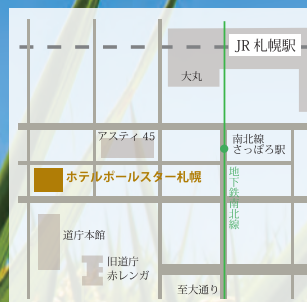 JR 札幌駅
大丸
アスティ 45
南北線
さっぽろ駅
ホテルポールスター札幌
地下鉄南北線
道庁本館
旧道庁
赤レンガ
至大通り